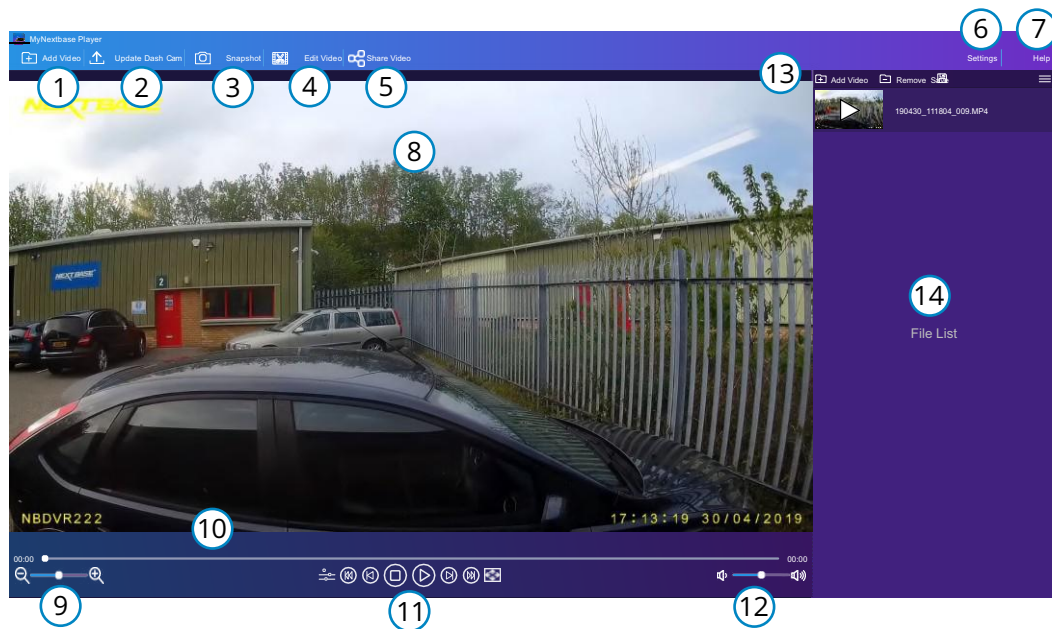 MyNextbase Player
Add Video Update Dash Cam Snapshot Edit Video Share Video Settings Help
1 2 3 4 5 6 7
13
Add Video Remove
NEXTBASE
190430_111804_009.MP4
8
NEXTBASE
2
14
File List
NBDVR222 17:13:19 30/04/2019
10
00:00 00:00
9 11 12